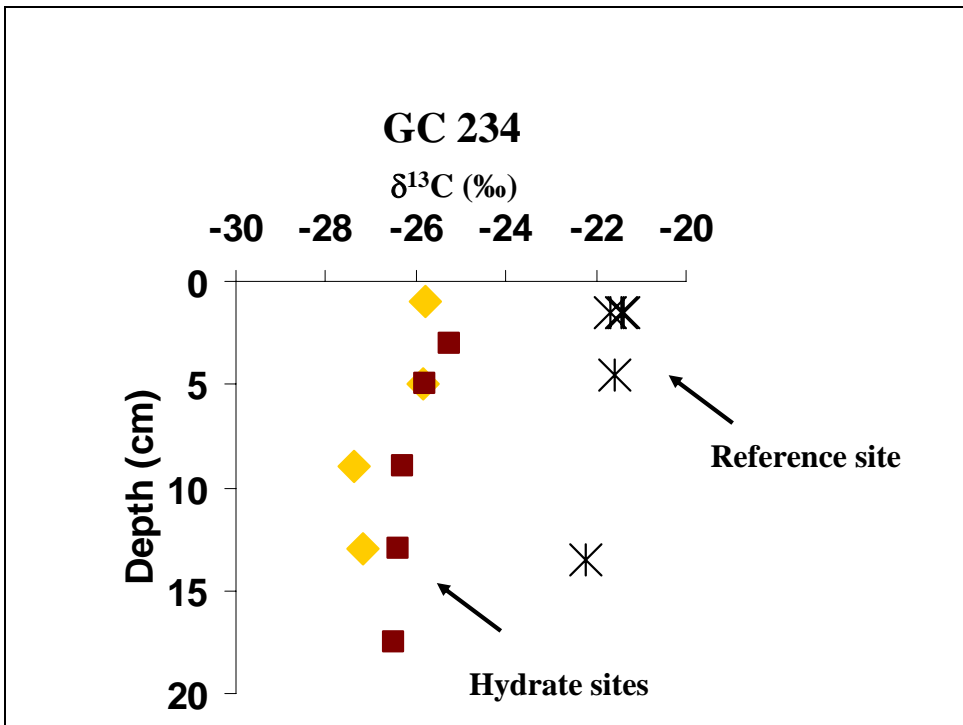 GC 234
δ¹³C (‰)
-30 -28 -26 -24 -22 -20
0
5
Reference site
Depth (cm)
10
15
Hydrate sites
20